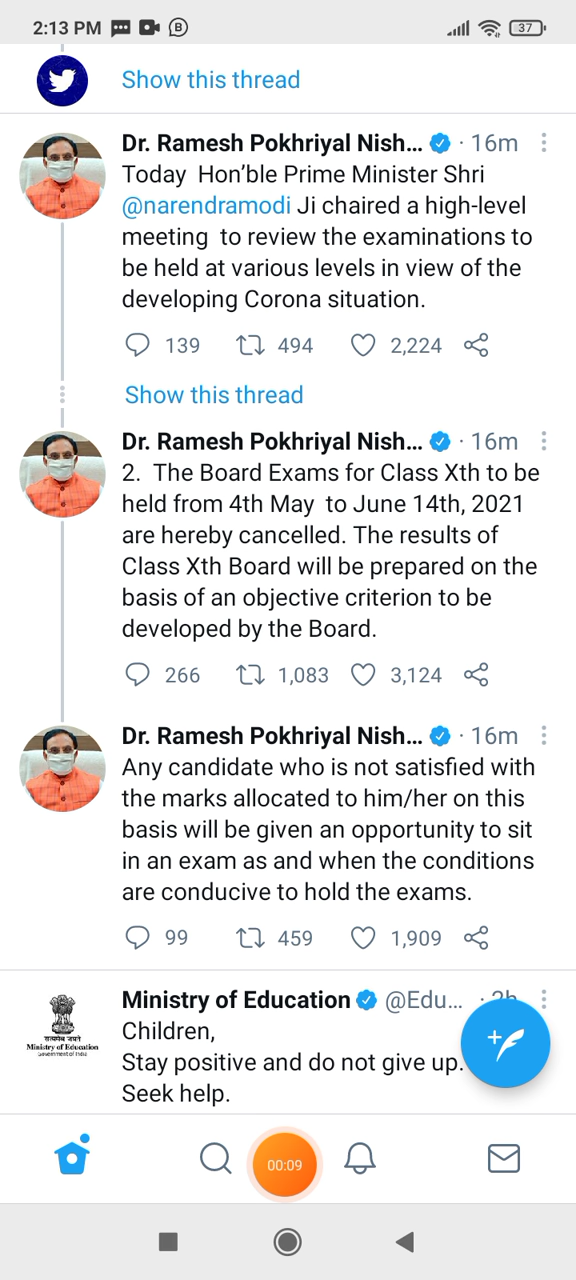 2:13 PM
37
Show this thread
Dr. Ramesh Pokhriyal Nish... · 16m
Today  Hon'ble Prime Minister Shri
@narendramodi Ji chaired a high-level
meeting  to review the examinations to
be held at various levels in view of the
developing Corona situation.
139 494 2,224
Show this thread
Dr. Ramesh Pokhriyal Nish... · 16m
2.  The Board Exams for Class Xth to be
held from 4th May  to June 14th, 2021
are hereby cancelled. The results of
Class Xth Board will be prepared on the
basis of an objective criterion to be
developed by the Board.
266 1,083 3,124
Dr. Ramesh Pokhriyal Nish... · 16m
Any candidate who is not satisfied with
the marks allocated to him/her on this
basis will be given an opportunity to sit
in an exam as and when the conditions
are conducive to hold the exams.
99 459 1,909
Ministry of Education @Edu... · 2h
सत्यमेव जयते
Ministry of Education
Government of India
Children,
Stay positive and do not give up.
Seek help.
00:09